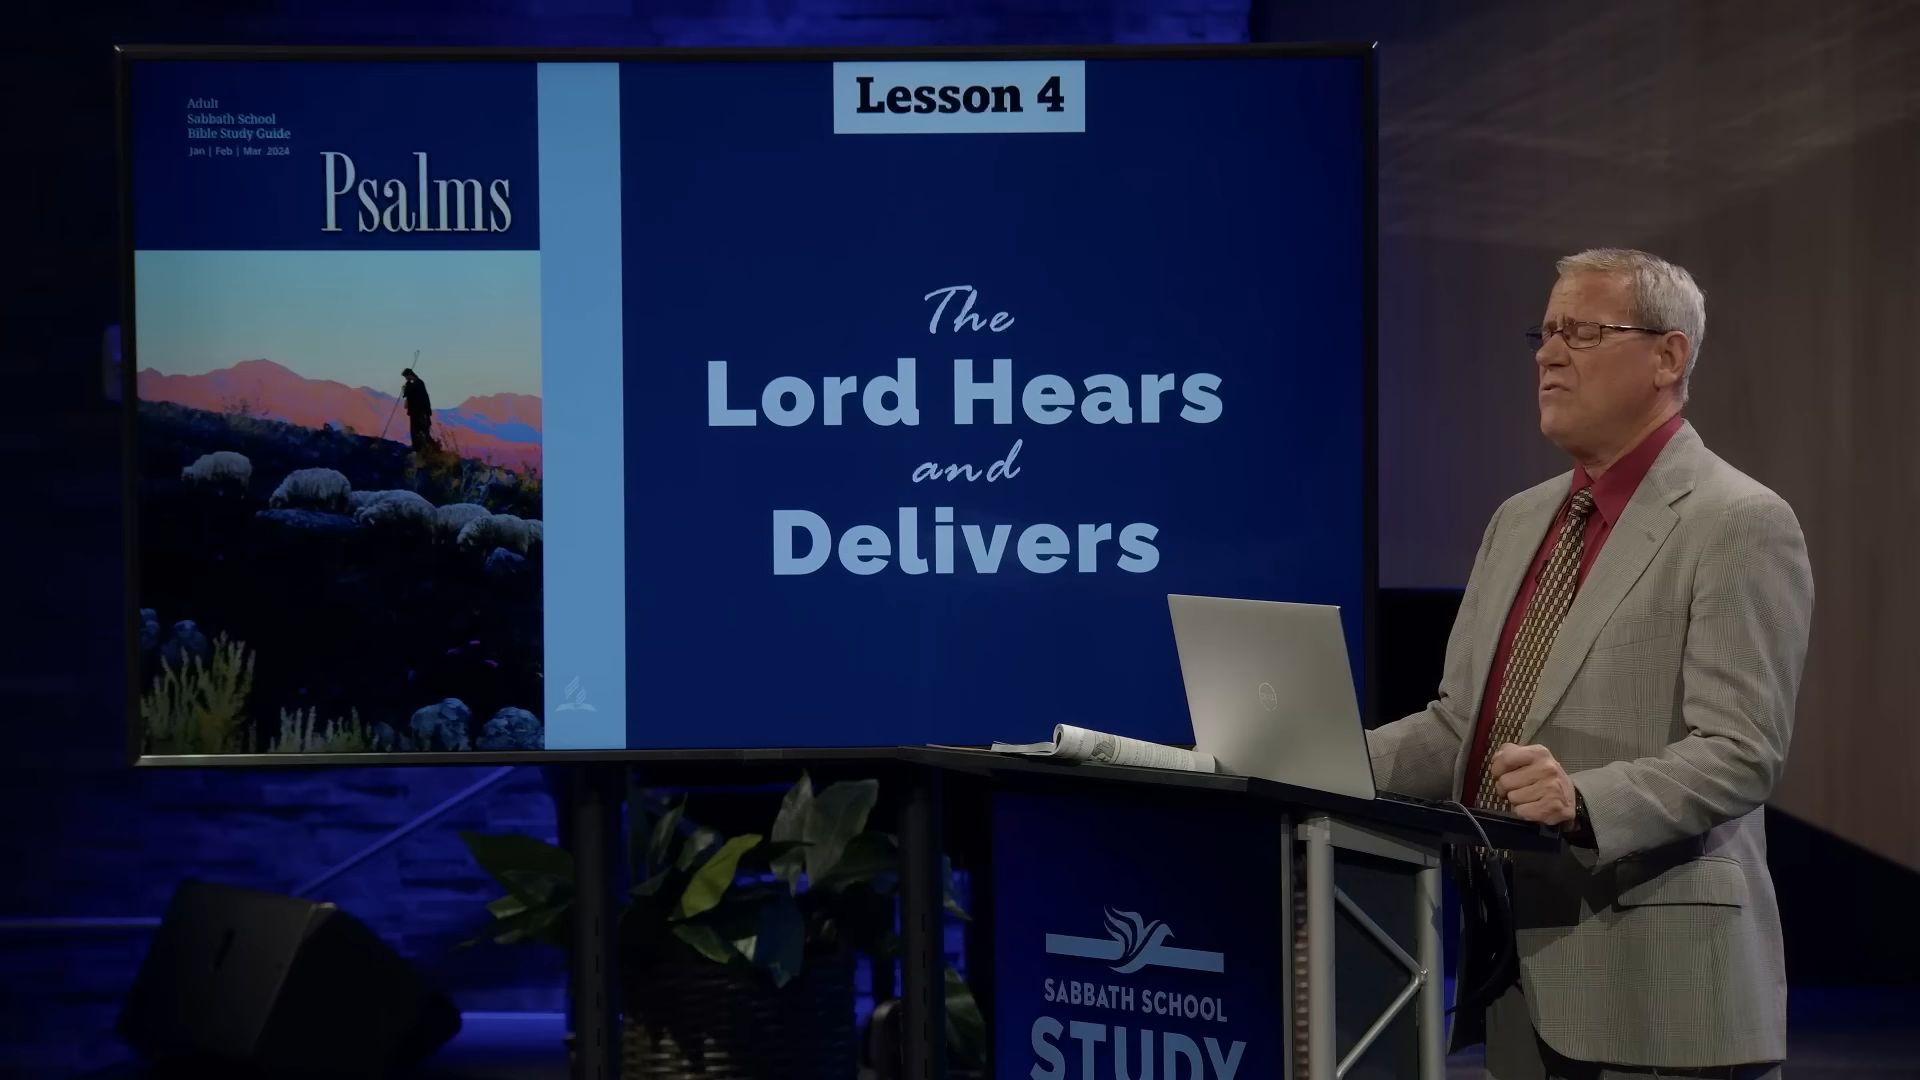 Adult
Sabbath School
Bible Study Guide
Jan | Feb | Mar 2024
Psalms
Lesson 4
The
Lord Hears
and
Delivers
SABBATH SCHOOL
STUDY